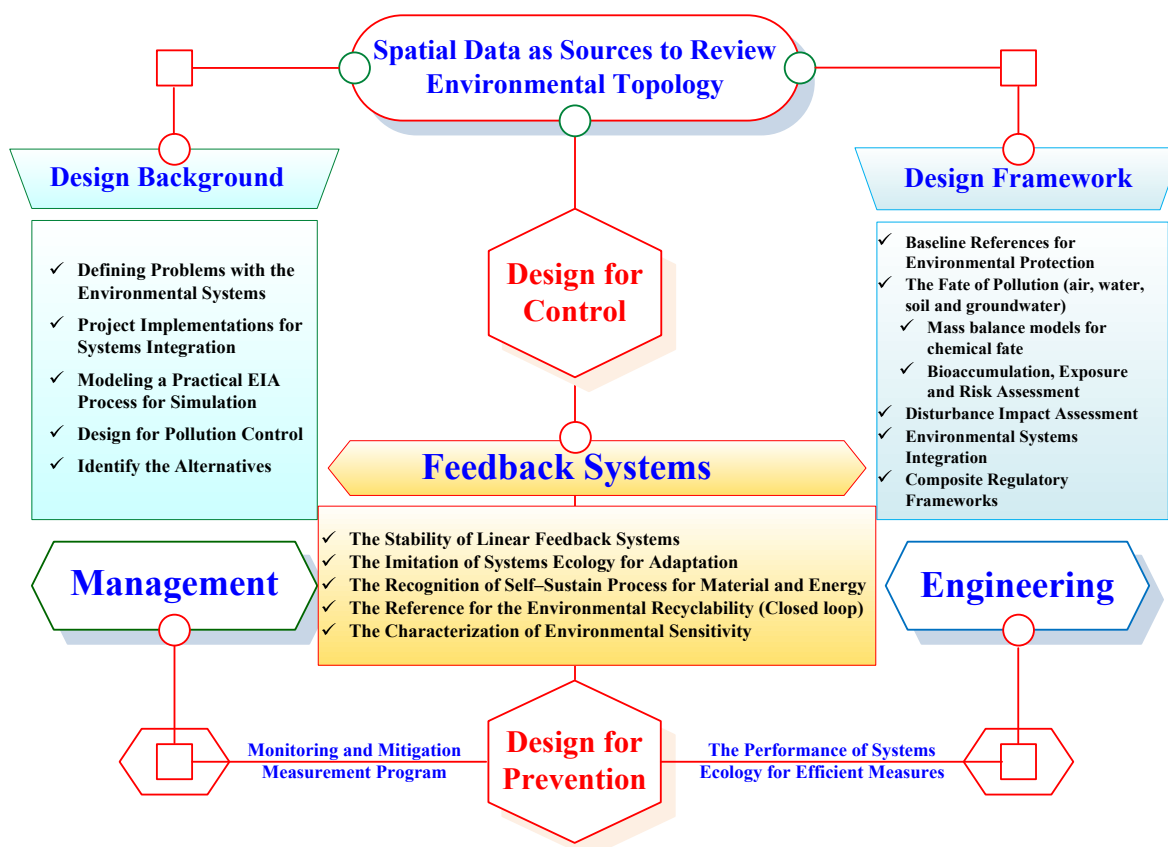 Spatial Data as Sources to Review
Environmental Topology
Design Background
✓ Defining Problems with the
Environmental Systems
✓ Project Implementations for
Systems Integration
✓ Modeling a Practical EIA
Process for Simulation
✓ Design for Pollution Control
✓ Identify the Alternatives
Management
Design for
Control
Feedback Systems
✓ The Stability of Linear Feedback Systems
✓ The Imitation of Systems Ecology for Adaptation
✓ The Recognition of Self–Sustain Process for Material and Energy
✓ The Reference for the Environmental Recyclability (Closed loop)
✓ The Characterization of Environmental Sensitivity
Design Framework
✓ Baseline References for
Environmental Protection
✓ The Fate of Pollution (air, water,
soil and groundwater)
✓ Mass balance models for
chemical fate
✓ Bioaccumulation, Exposure
and Risk Assessment
✓ Disturbance Impact Assessment
✓ Environmental Systems
Integration
✓ Composite Regulatory
Frameworks
Engineering
Monitoring and Mitigation
Measurement Program
Design for
Prevention
The Performance of Systems
Ecology for Efficient Measures